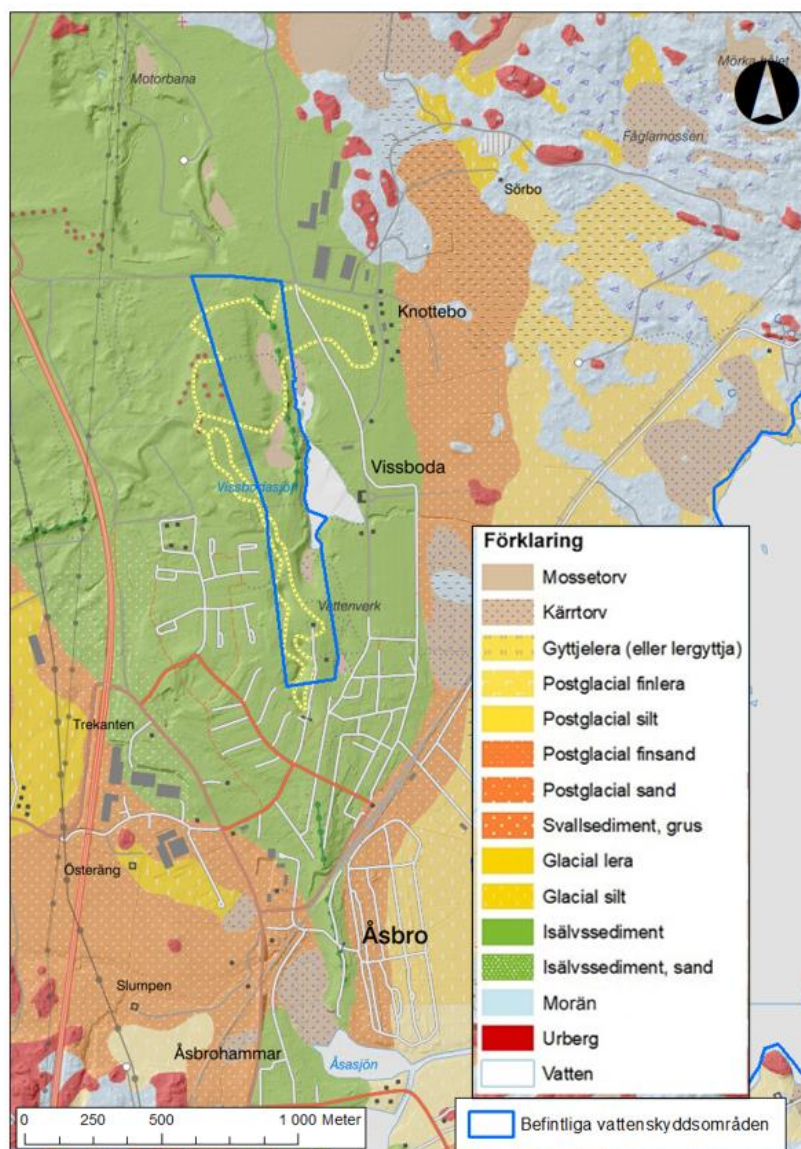 Motorbana
Mörka hålet
Fåglamossen
Sörbo
Knottebo
Vissboda
Vissbodasjön
Vattenverk
Trekanten
Österäng
Åsbro
Slumpen
Åsbrohammar
Åsasjön
Förklaring
Mossetorv
Kärrtorv
Gyttjelera (eller lergyttja)
Postglacial finlera
Postglacial silt
Postglacial finsand
Postglacial sand
Svallsediment, grus
Glacial lera
Glacial silt
Isälvssediment
Isälvssediment, sand
Morän
Urberg
Vatten
Befintliga vattenskyddsområden
0 250 500 1 000 Meter